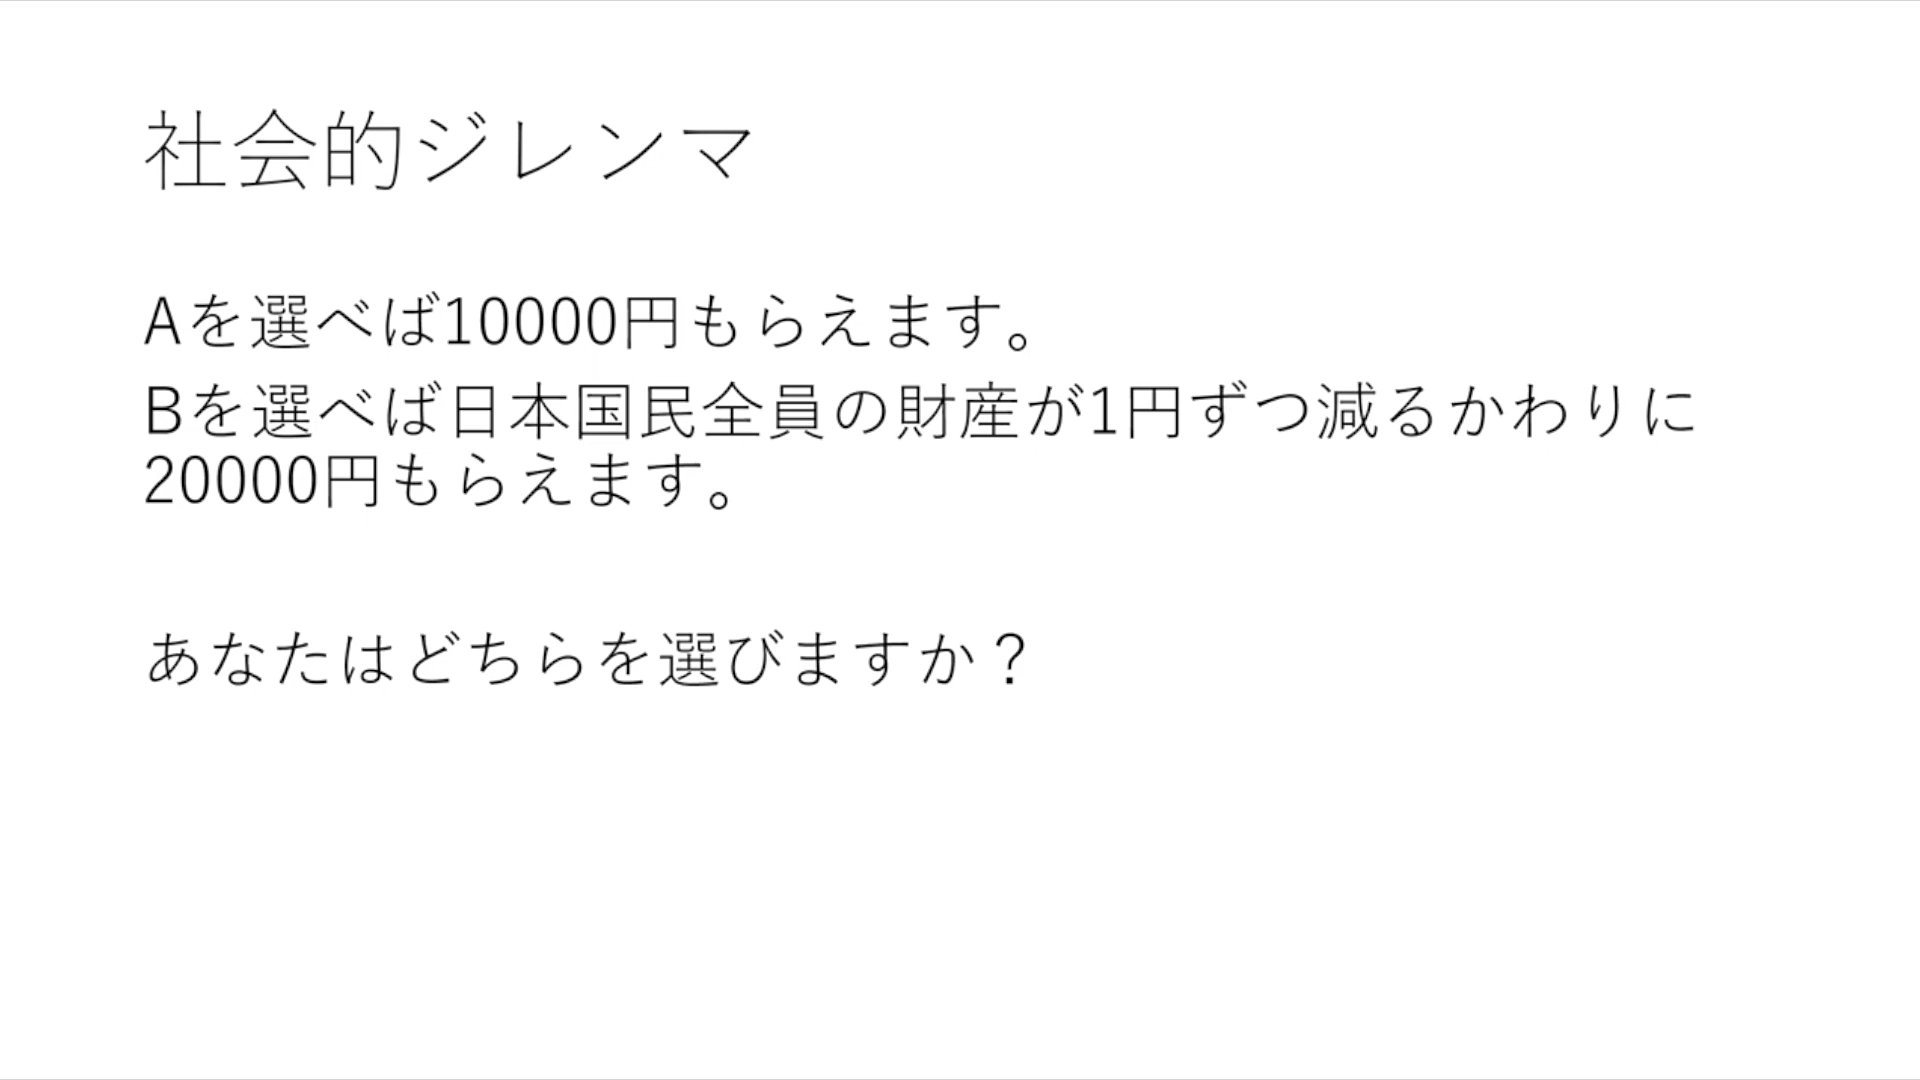 社会的ジレンマ
Aを選べば10000円もらえます。
Bを選べば日本国民全員の財産が1円ずつ減るかわりに
20000円もらえます。
あなたはどちらを選びますか？